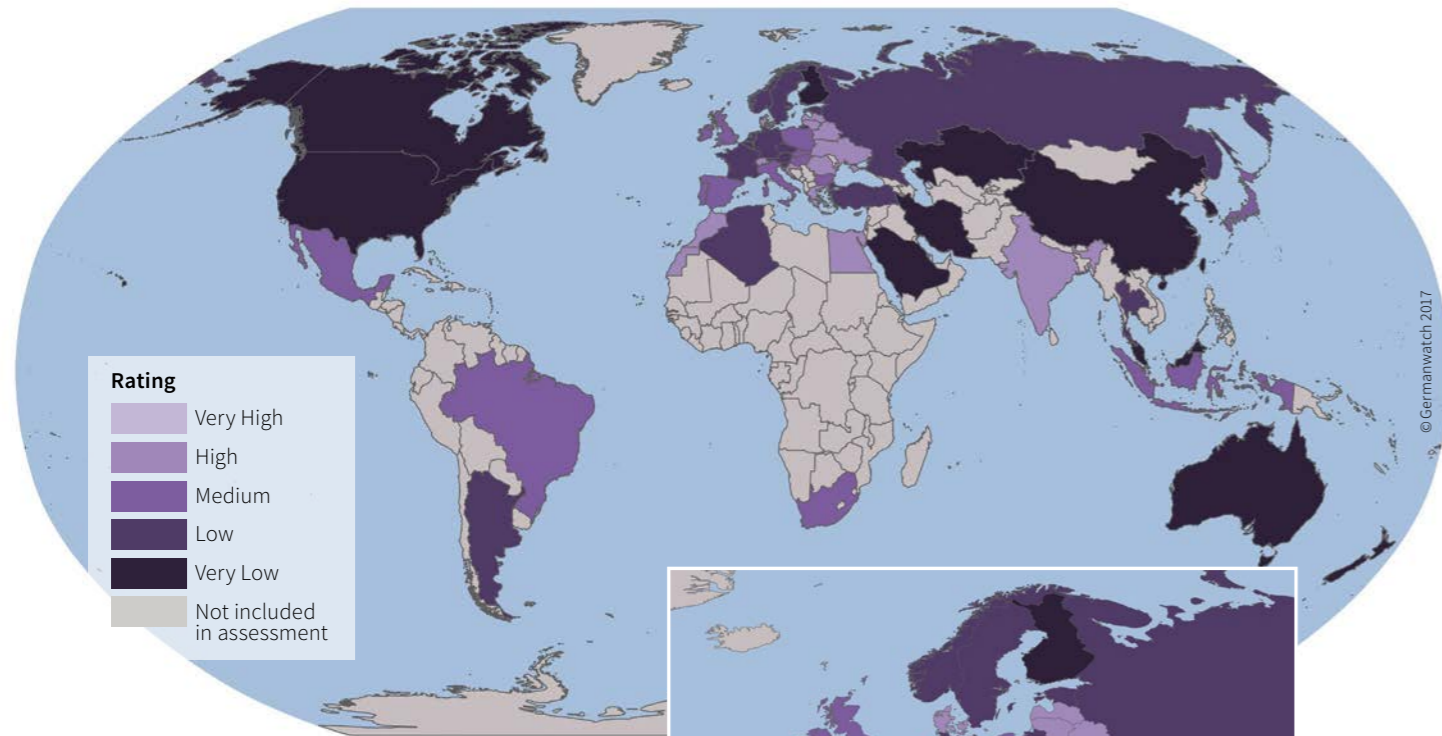 Rating
Very High
High
Medium
Low
Very Low
Not included
in assessment
© Germanwatch 2017